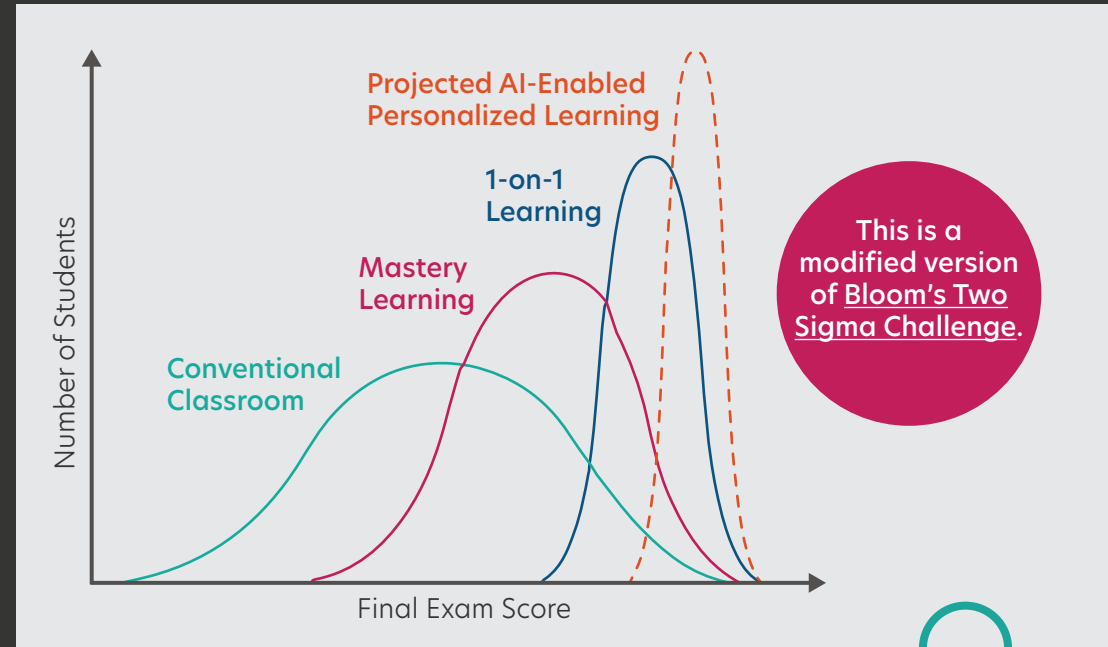 Projected AI-Enabled
Personalized Learning
1-on-1
Learning
Mastery
Learning
Conventional
Classroom
Number of Students
Final Exam Score
This is a
modified version
of Bloom's Two
Sigma Challenge.